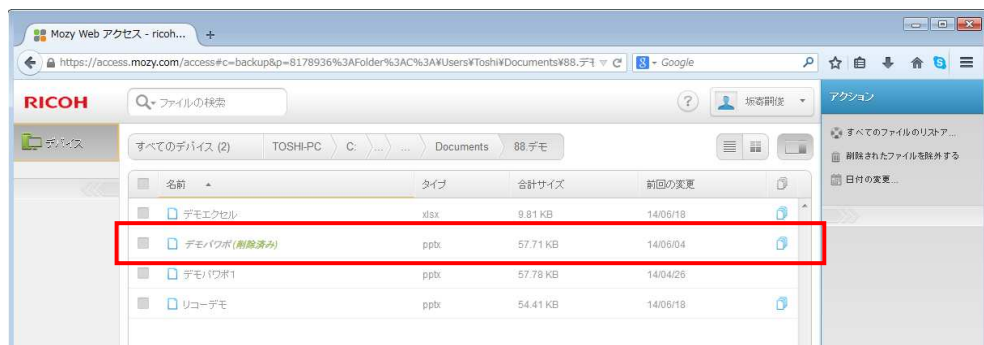 Mozy Web アクセス - ricoh... +
https://access.mozy.com/access#c=backup&p=8178936%3AFolder%3AC%3A¥Users¥Toshi¥Documents¥88.デモ
Google
RICOH
ファイルの検索
?
アクション
デバイス
すべてのデバイス (2) TOSHI-PC C: ... ... Documents 88.デモ
すべてのファイルのリストア...
削除されたファイルを除外する
日付の変更...
名前 タイプ 合計サイズ 前回の変更
デモエクセル xlsx 9.81 KB 14/06/18
デモパワポ(削除済み) pptx 57.71 KB 14/06/04
デモパワポ1 pptx 57.78 KB 14/04/26
リコーデモ pptx 54.41 KB 14/06/18